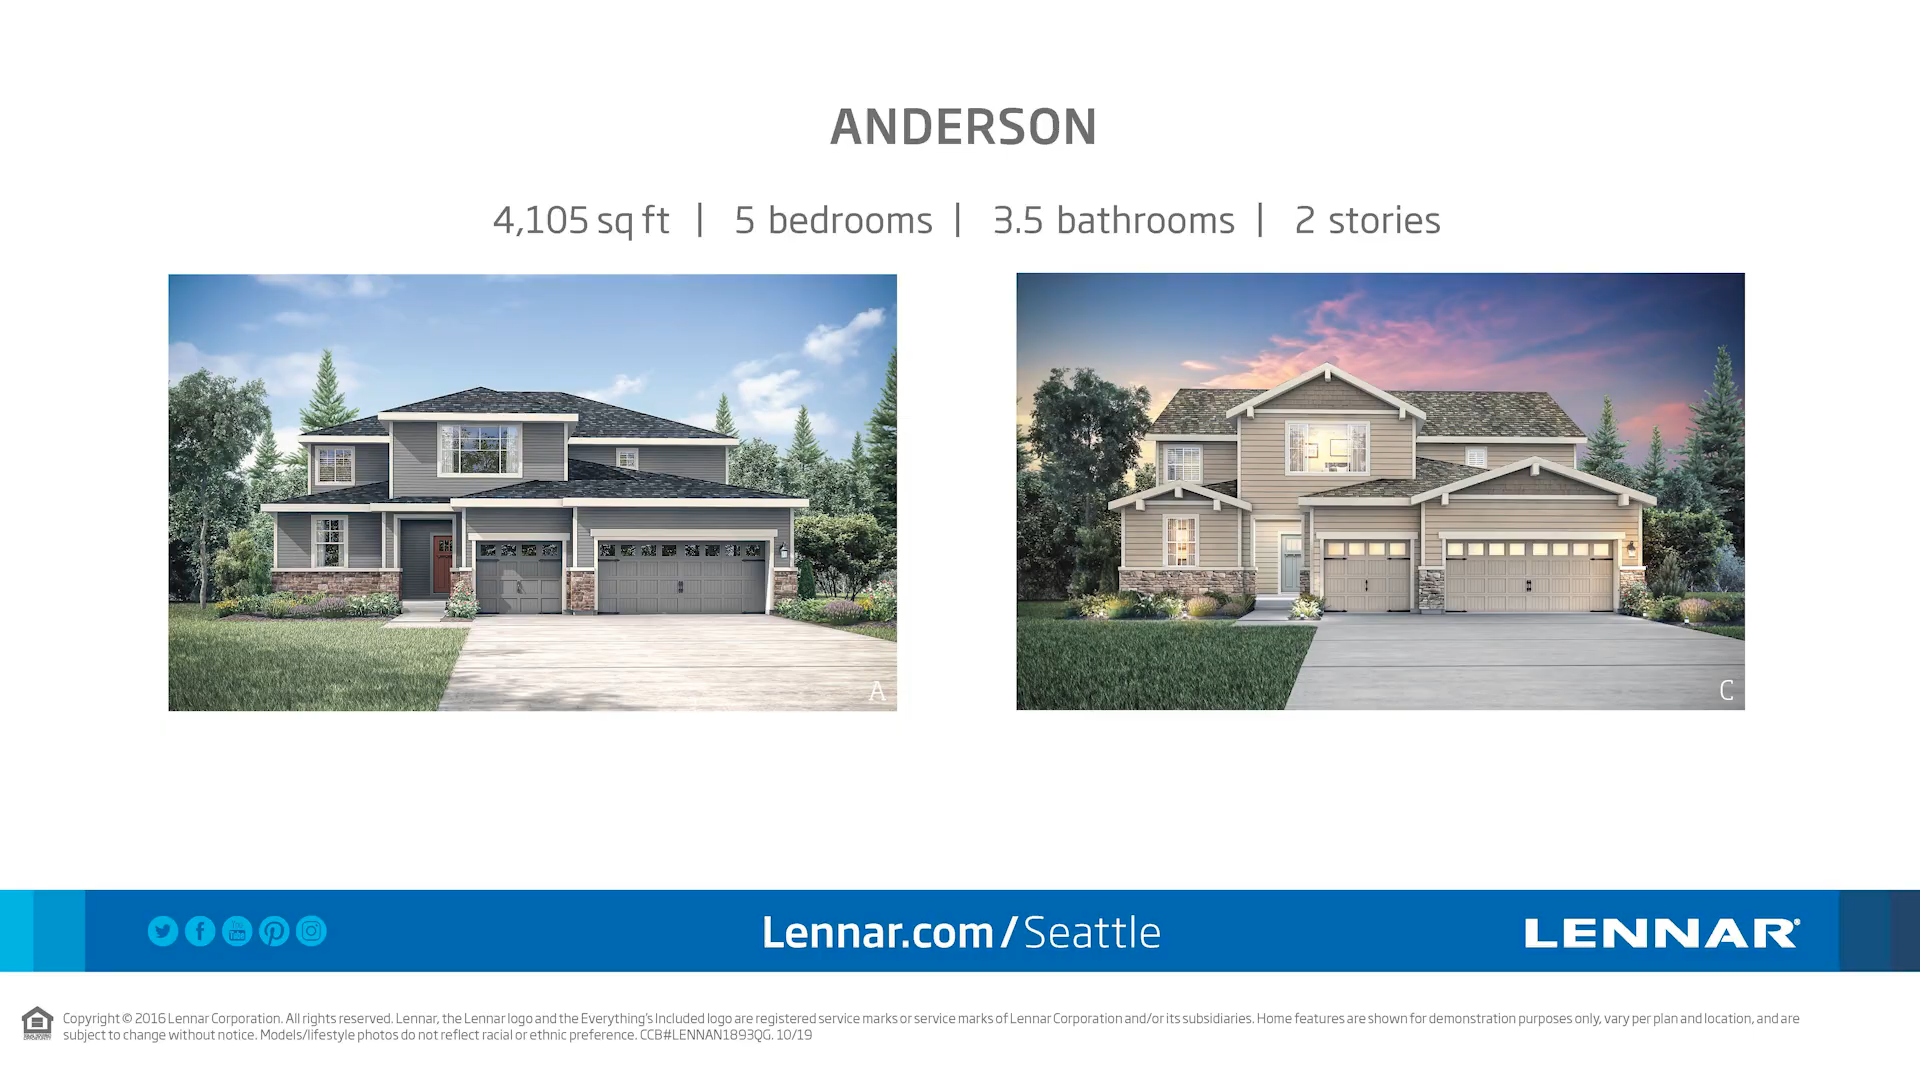 ANDERSON
4,105 sq ft | 5 bedrooms | 3.5 bathrooms | 2 stories
A
C
Lennar.com/Seattle
LENNAR
Copyright © 2016 Lennar Corporation. All rights reserved. Lennar, the Lennar logo and the Everything's Included logo are registered service marks or service marks of Lennar Corporation and/or its subsidiaries. Home features are shown for demonstration purposes only, vary per plan and location, and are
subject to change without notice. Models/lifestyle photos do not reflect racial or ethnic preference. CCB#LENNAN1893QG. 10/19